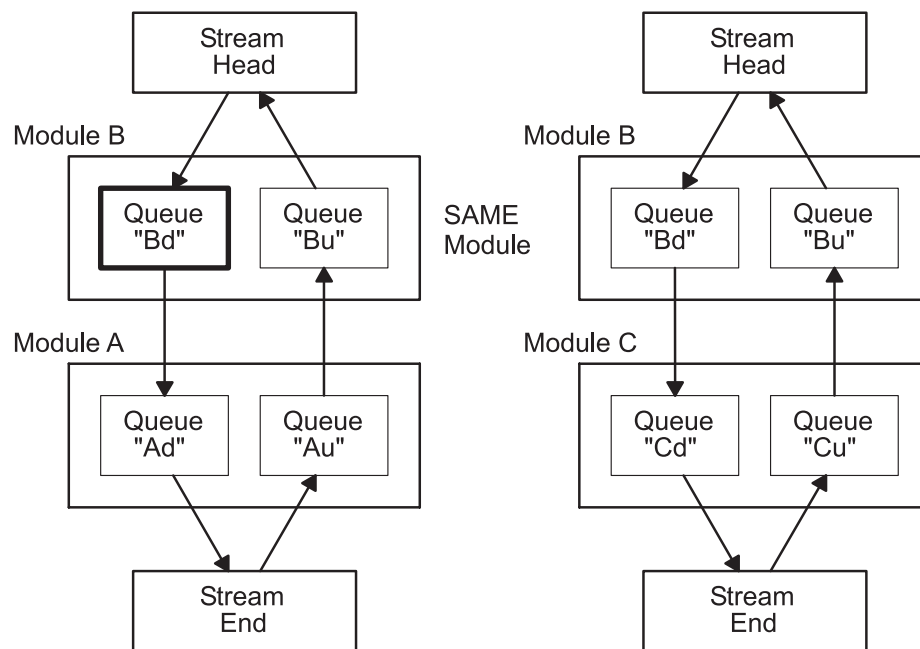 Stream
Head
Module B
Queue
"Bd"
Queue
"Bu"
Module A
Queue
"Ad"
Queue
"Au"
Stream
End
SAME
Module
Stream
Head
Module B
Queue
"Bd"
Queue
"Bu"
Module C
Queue
"Cd"
Queue
"Cu"
Stream
End